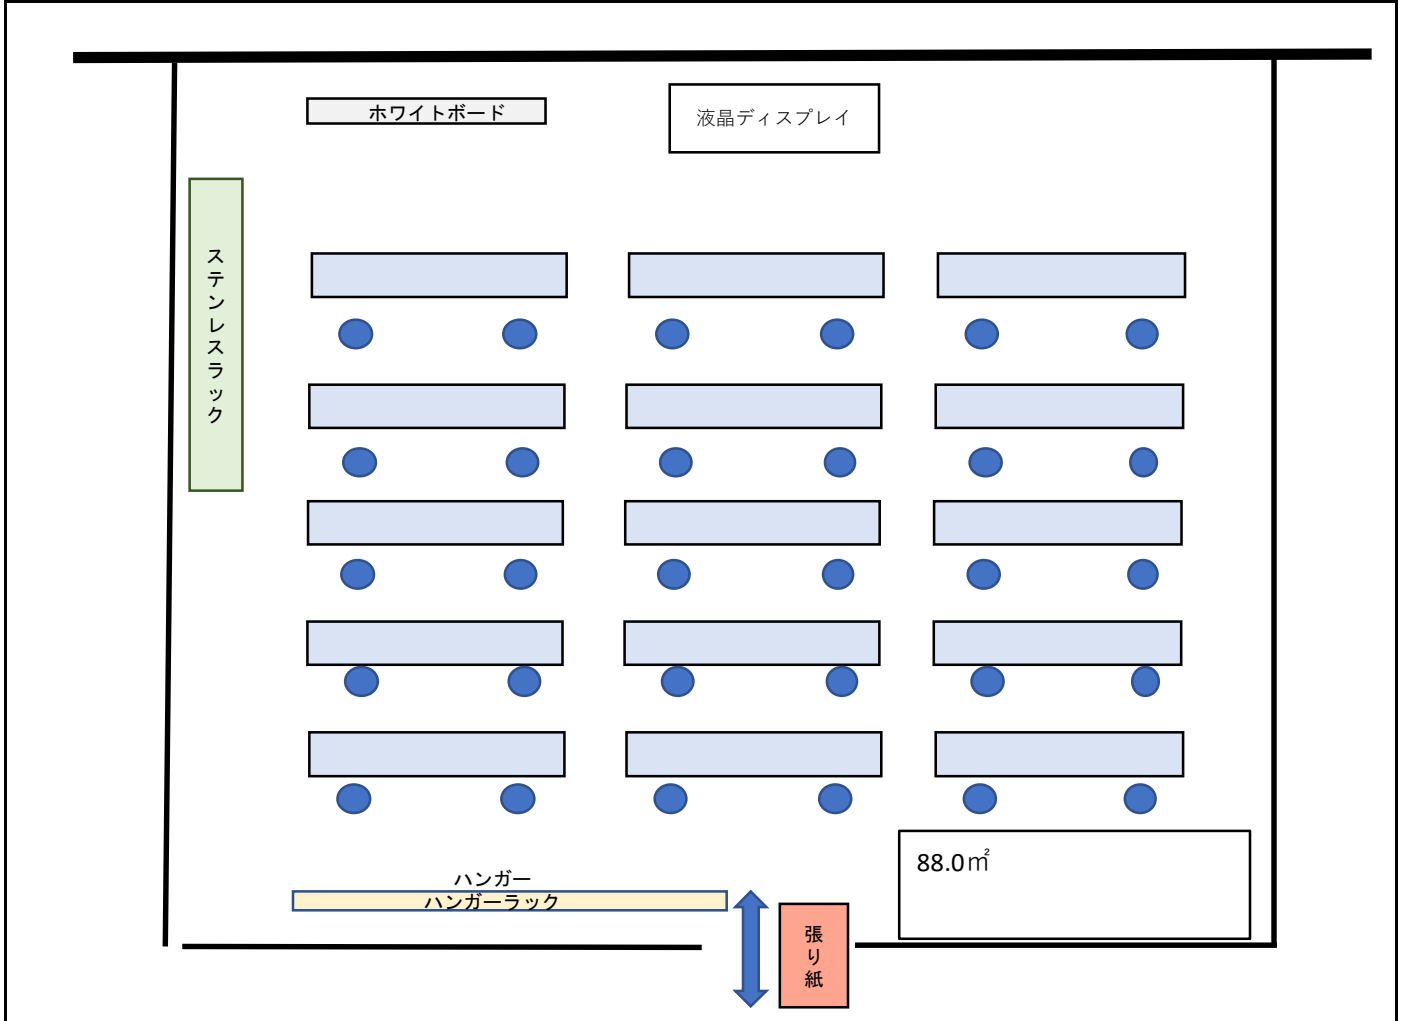 ホワイトボード
液晶ディスプレイ
ステンレスラック
88.0㎡
ハンガー
ハンガーラック
張り紙